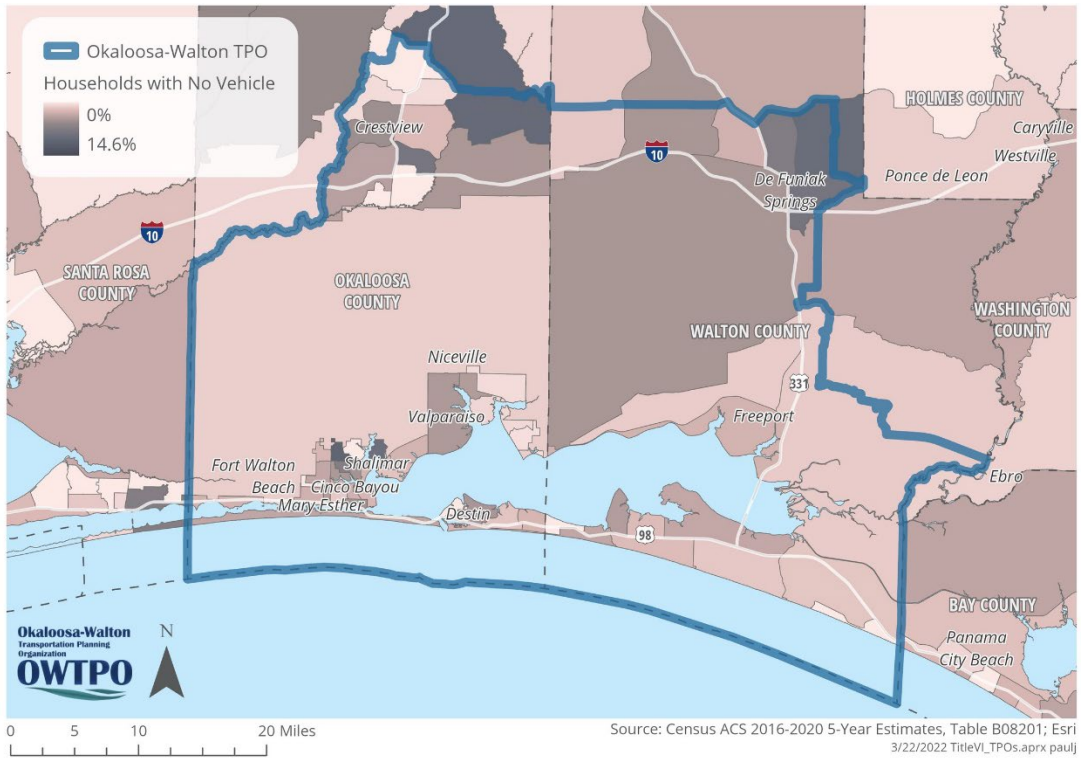 Okaloosa-Walton TPO
Households with No Vehicle
0%
14.6%
Crestview
10
HOLMES COUNTY
Caryville
Westville
Ponce de Leon
De Funiak
Springs
10
SANTA ROSA
COUNTY
OKALOOSA
COUNTY
WASHINGTON
COUNTY
WALTON COUNTY
Niceville
331
Valparaiso
Freeport
Fort Walton
Beach
Shalimar
Cinco Bayou
Mary Esther
Ebro
Destin
98
BAY COUNTY
Panama
City Beach
Okaloosa-Walton
Transportation Planning
Organization
OWTPO
N
0 5 10 20 Miles
Source: Census ACS 2016-2020 5-Year Estimates, Table B08201; Esri
3/22/2022 TitleVI_TPOs.aprx paulj